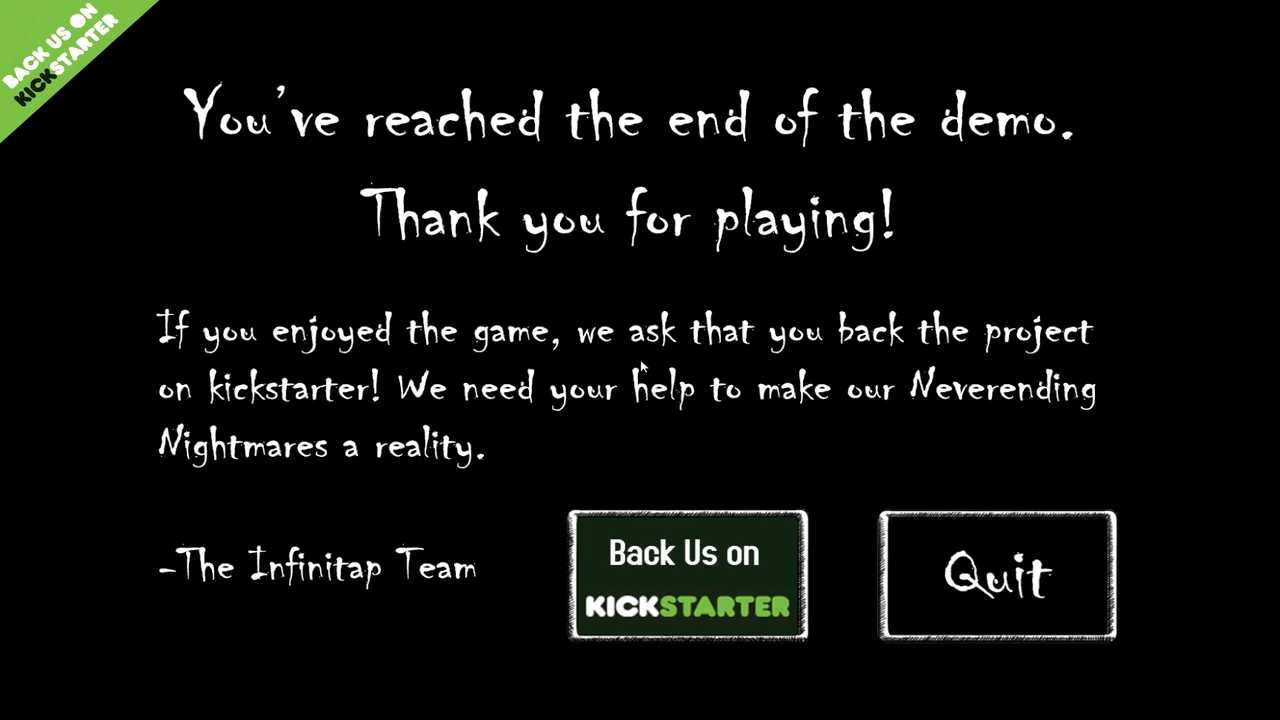 BACK US ON
KICKSTARTER
You've reached the end of the demo.
Thank you for playing!
If you enjoyed the game, we ask that you back the project
on kickstarter! We need your help to make our Neverending
Nightmares a reality.
-The Infinitap Team
Back Us on
KICKSTARTER
Quit